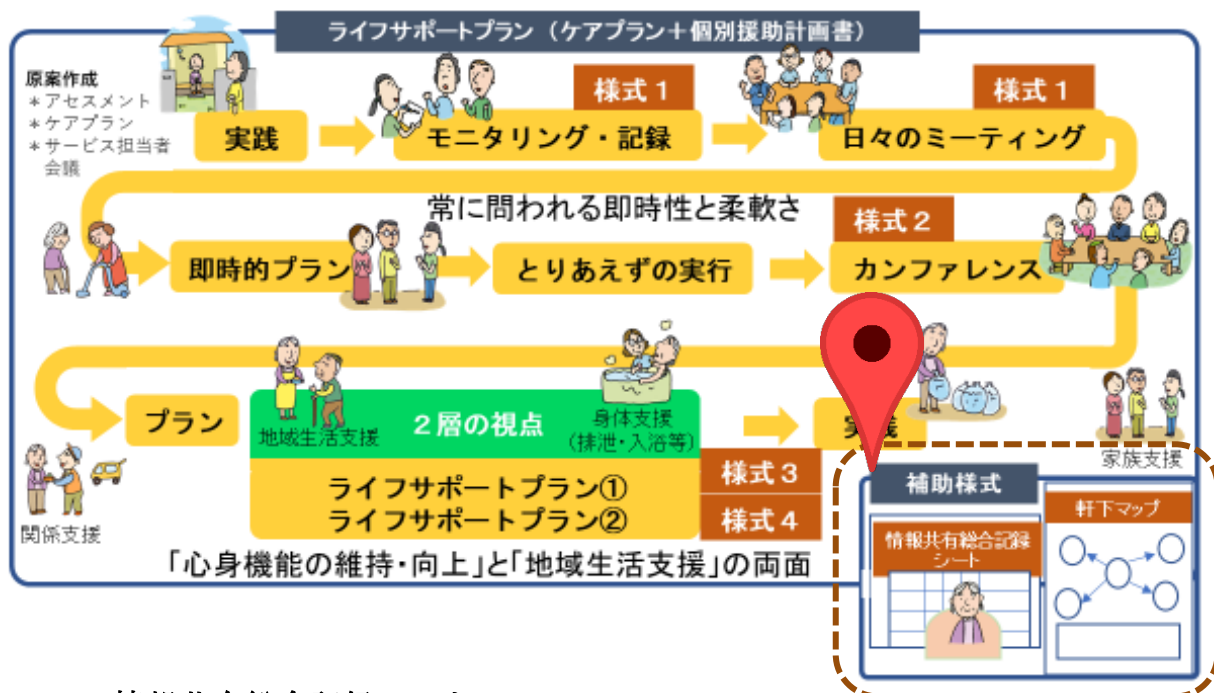 ライフサポートプラン（ケアプラン＋個別援助計画書）
原案作成
＊アセスメント
＊ケアプラン
＊サービス担当者
会議
実践
様式1
モニタリング・記録
様式1
日々のミーティング
常に問われる即時性と柔軟さ
即時的プラン
とりあえずの実行
様式2
カンファレンス
プラン
地域生活支援
2層の視点
身体支援
（排泄・入浴等）
ライフサポートプラン①
ライフサポートプラン②
様式3
様式4
実践
関係支援
家族支援
「心身機能の維持・向上」と「地域生活支援」の両面
補助様式
情報共有総合記録
シート
軒下マップ